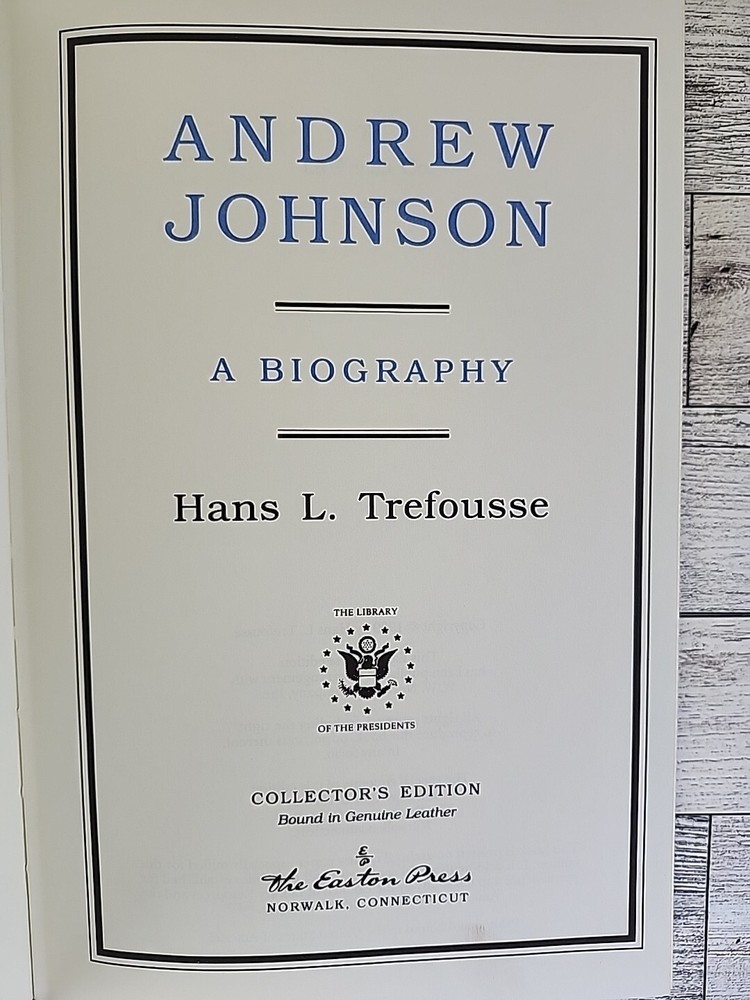 ANDREW
JOHNSON
A BIOGRAPHY
Hans L. Trefousse
THE LIBRARY
OF THE PRESIDENTS
COLLECTOR'S EDITION
Bound in Genuine Leather
E/P
The Easton Press
NORWALK, CONNECTICUT